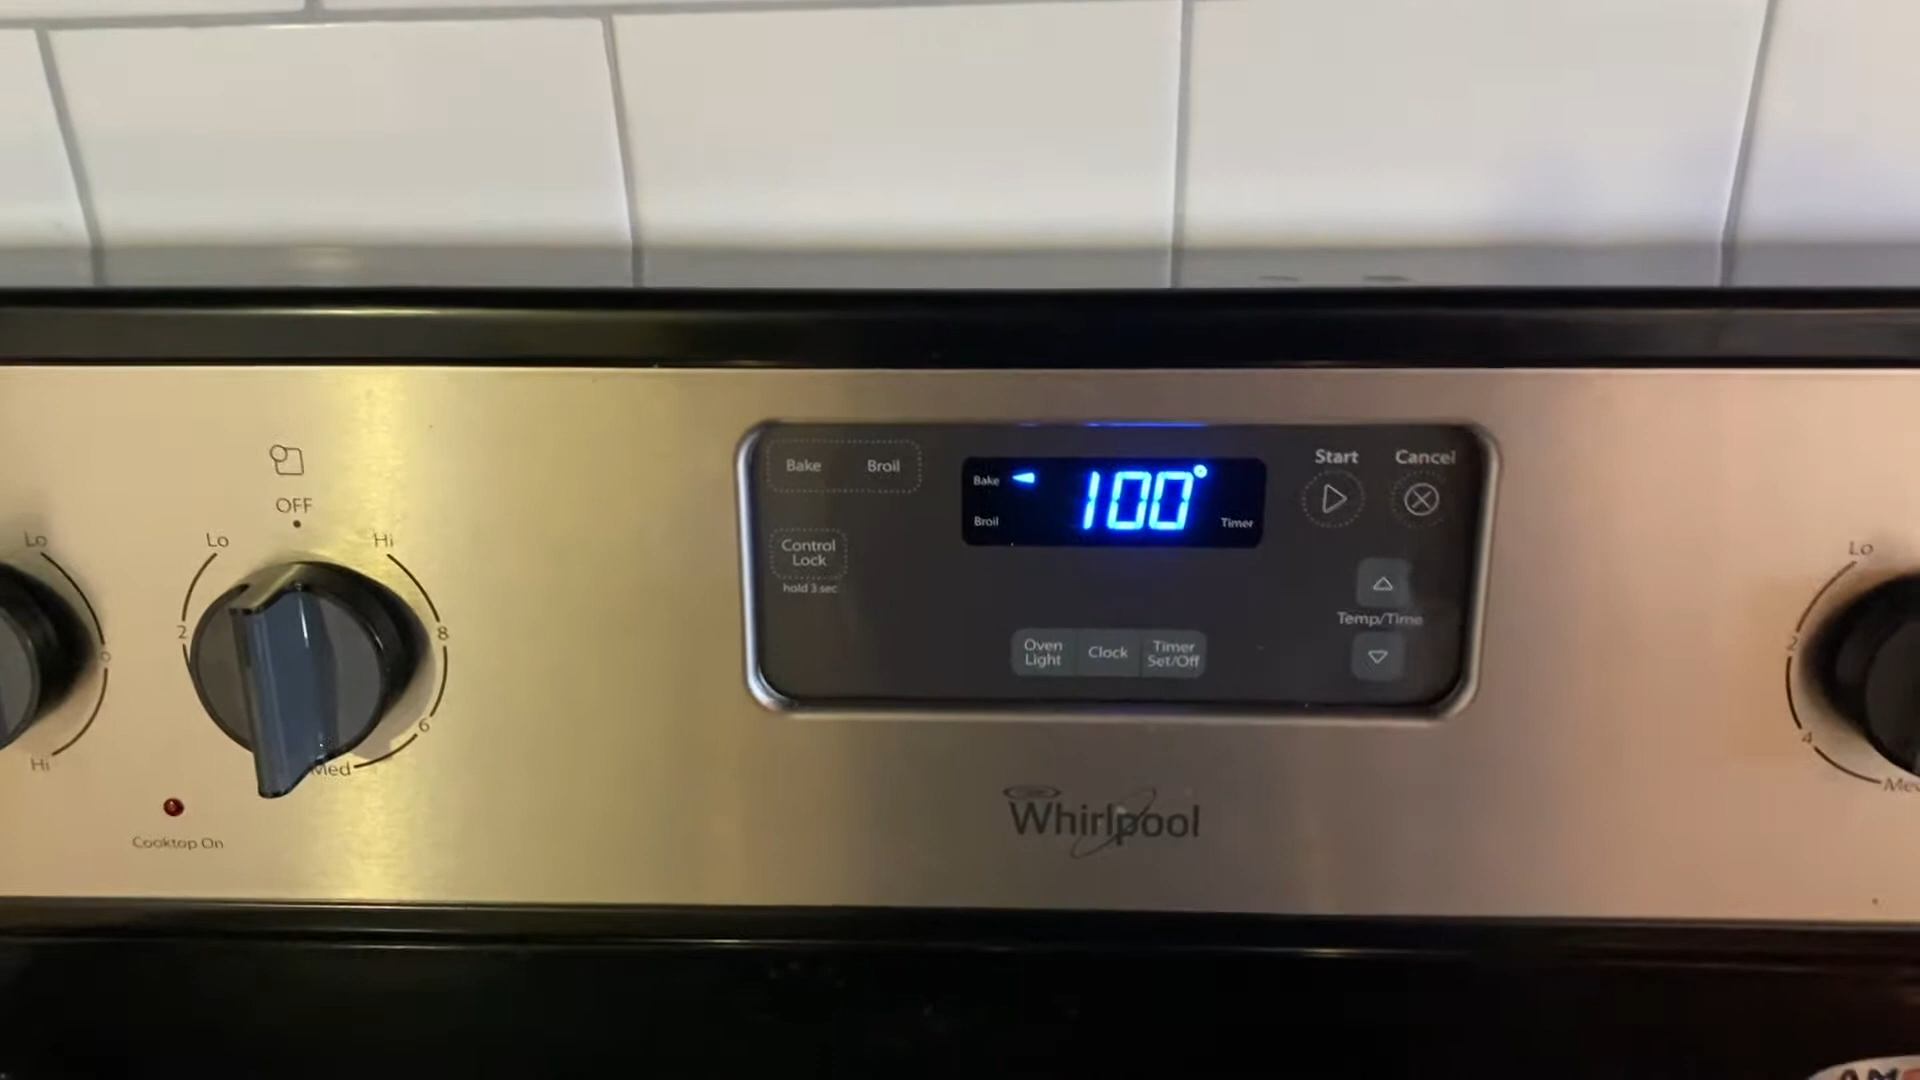 OFF
Lo
Lo
Hi
2
8
6
Med
Hi
Cooktop On
Bake
Broil
Control
Lock
hold 3 sec
Bake
100°
Broil
Timer
Start
Cancel
Temp/Time
Oven
Light
Clock
Timer
Set/Off
Whirlpool
Lo
2
4
Med